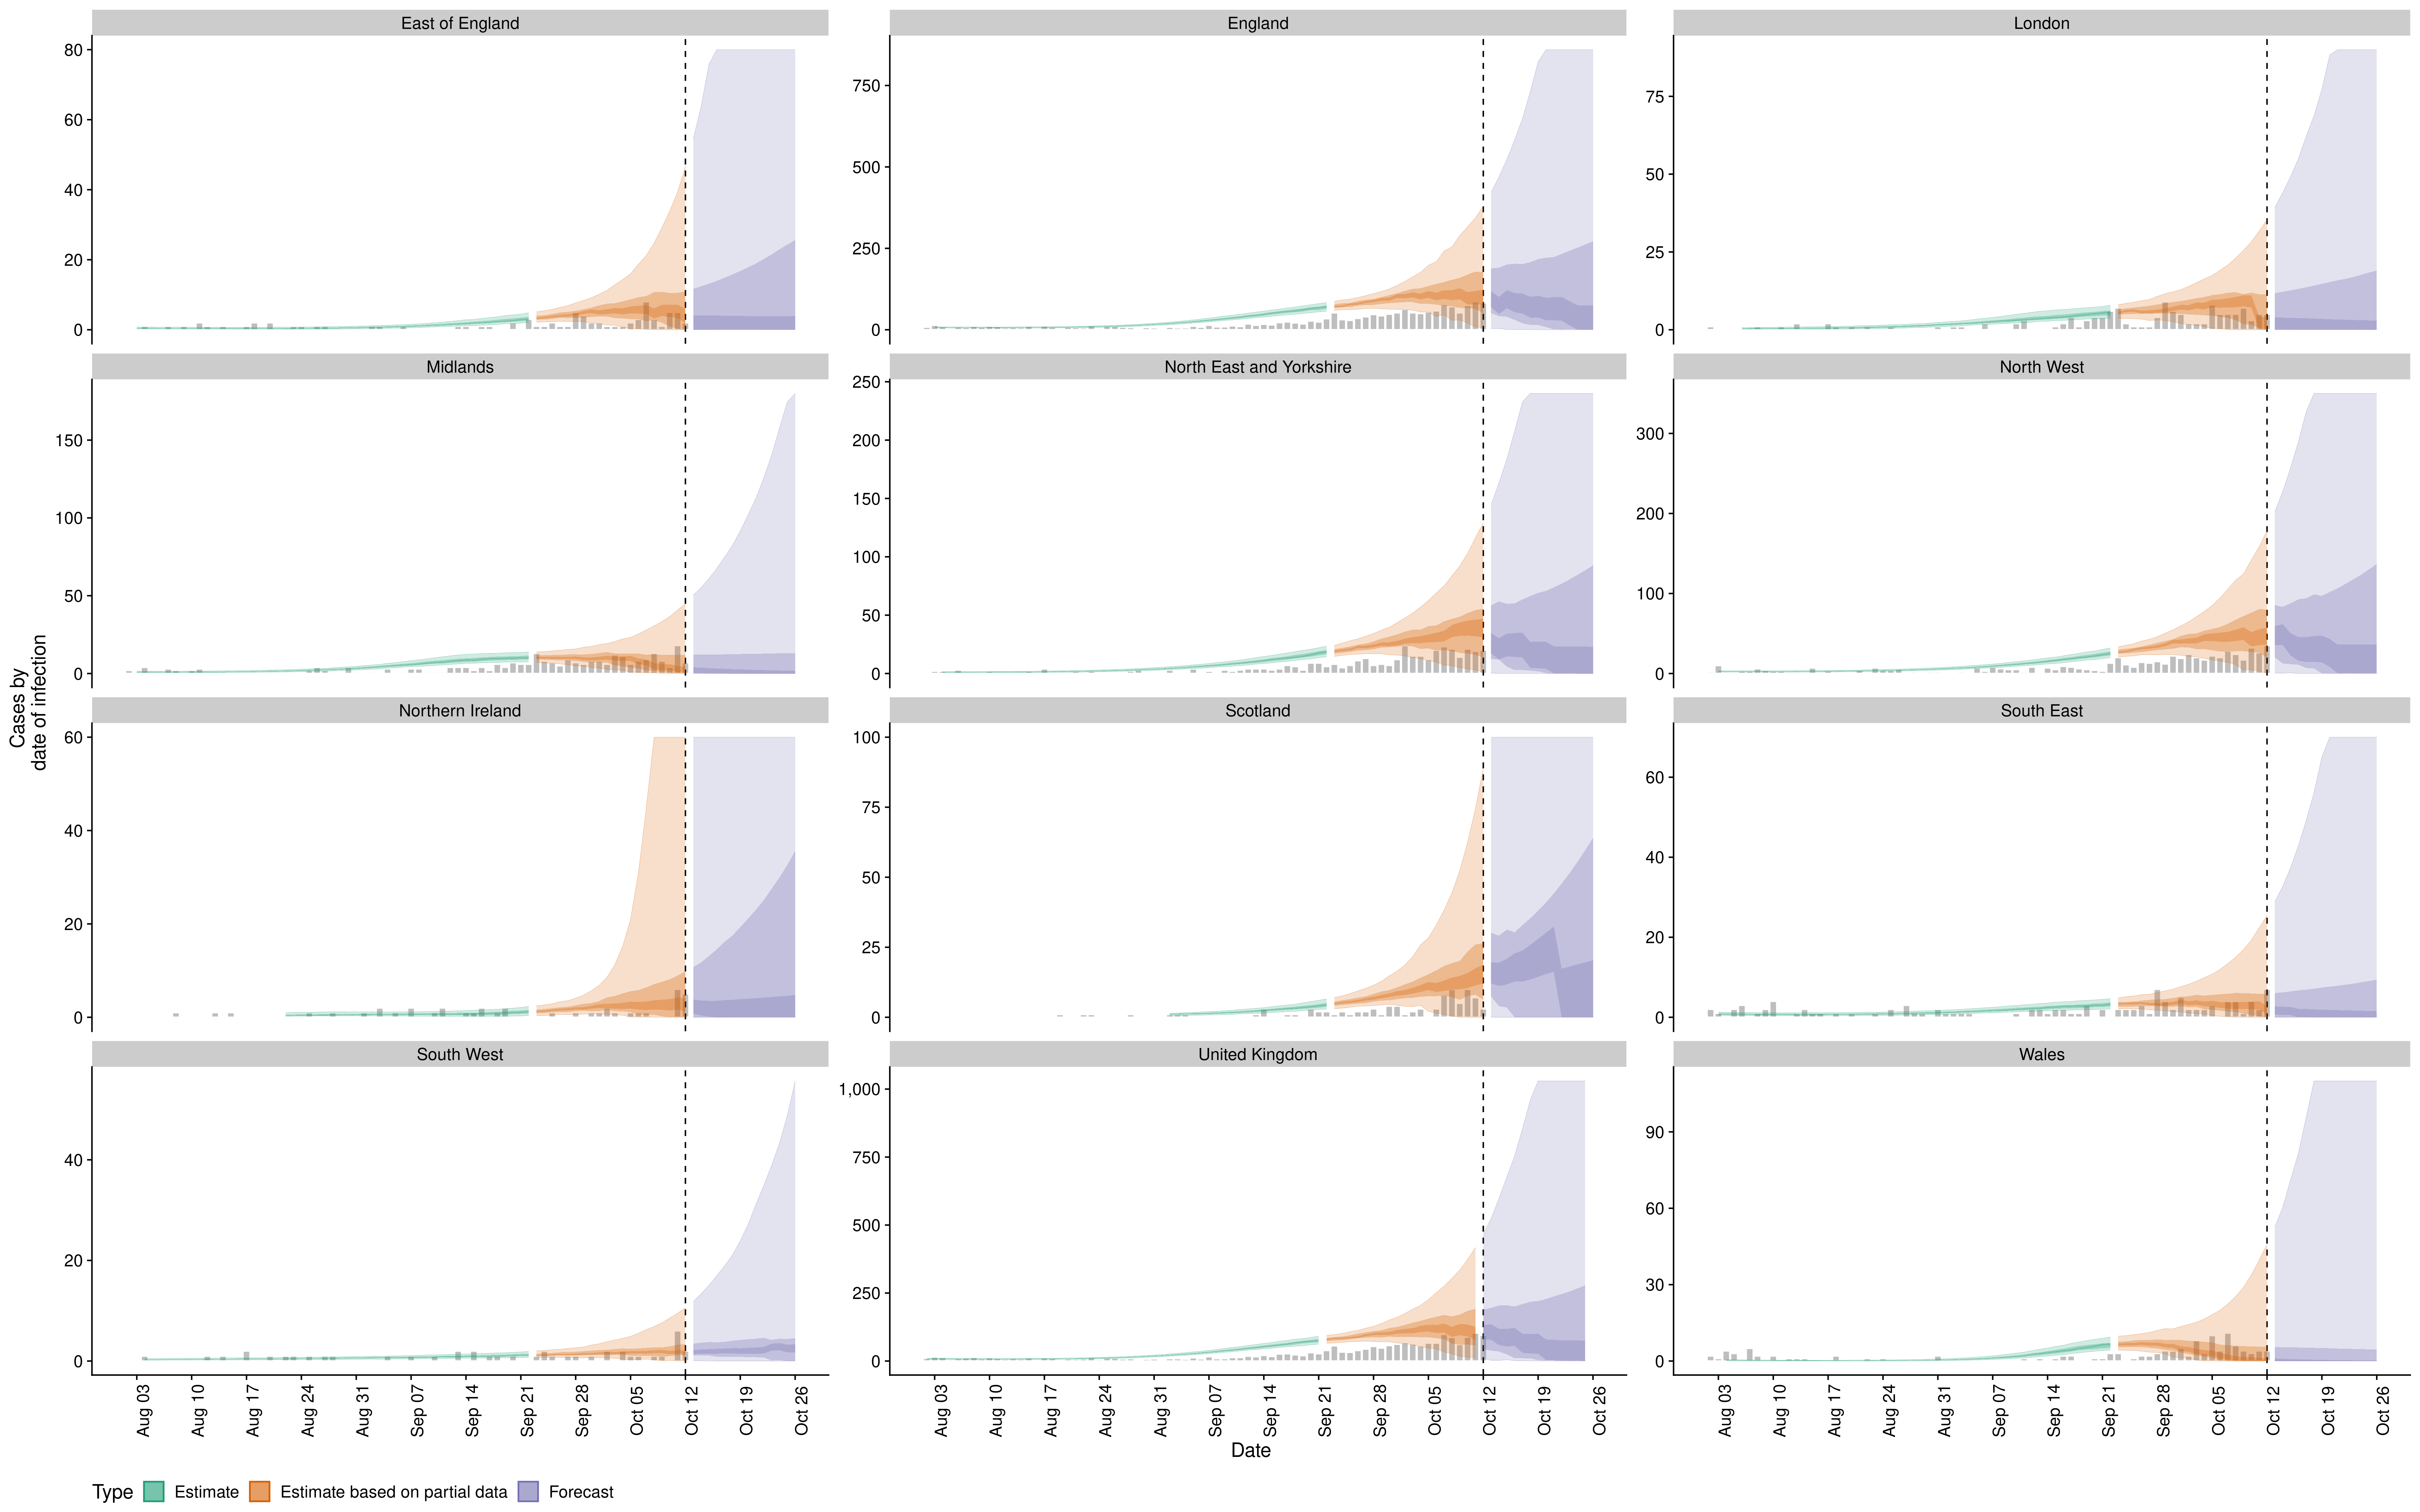 East of England
England
London
80
60
40
20
0
750
500
250
0
75
50
25
0
Midlands
North East and Yorkshire
North West
150
100
50
0
250
200
150
100
50
0
300
200
100
0
Cases by
date of infection
Northern Ireland
Scotland
South East
60
40
20
0
100
75
50
25
0
60
40
20
0
South West
United Kingdom
Wales
40
20
0
1,000
750
500
250
0
90
60
30
0
Aug 03
Aug 10
Aug 17
Aug 24
Aug 31
Sep 07
Sep 14
Sep 21
Sep 28
Oct 05
Oct 12
Oct 19
Oct 26
Aug 03
Aug 10
Aug 17
Aug 24
Aug 31
Sep 07
Sep 14
Sep 21
Sep 28
Oct 05
Oct 12
Oct 19
Oct 26
Aug 03
Aug 10
Aug 17
Aug 24
Aug 31
Sep 07
Sep 14
Sep 21
Sep 28
Oct 05
Oct 12
Oct 19
Oct 26
Date
Type Estimate Estimate based on partial data Forecast